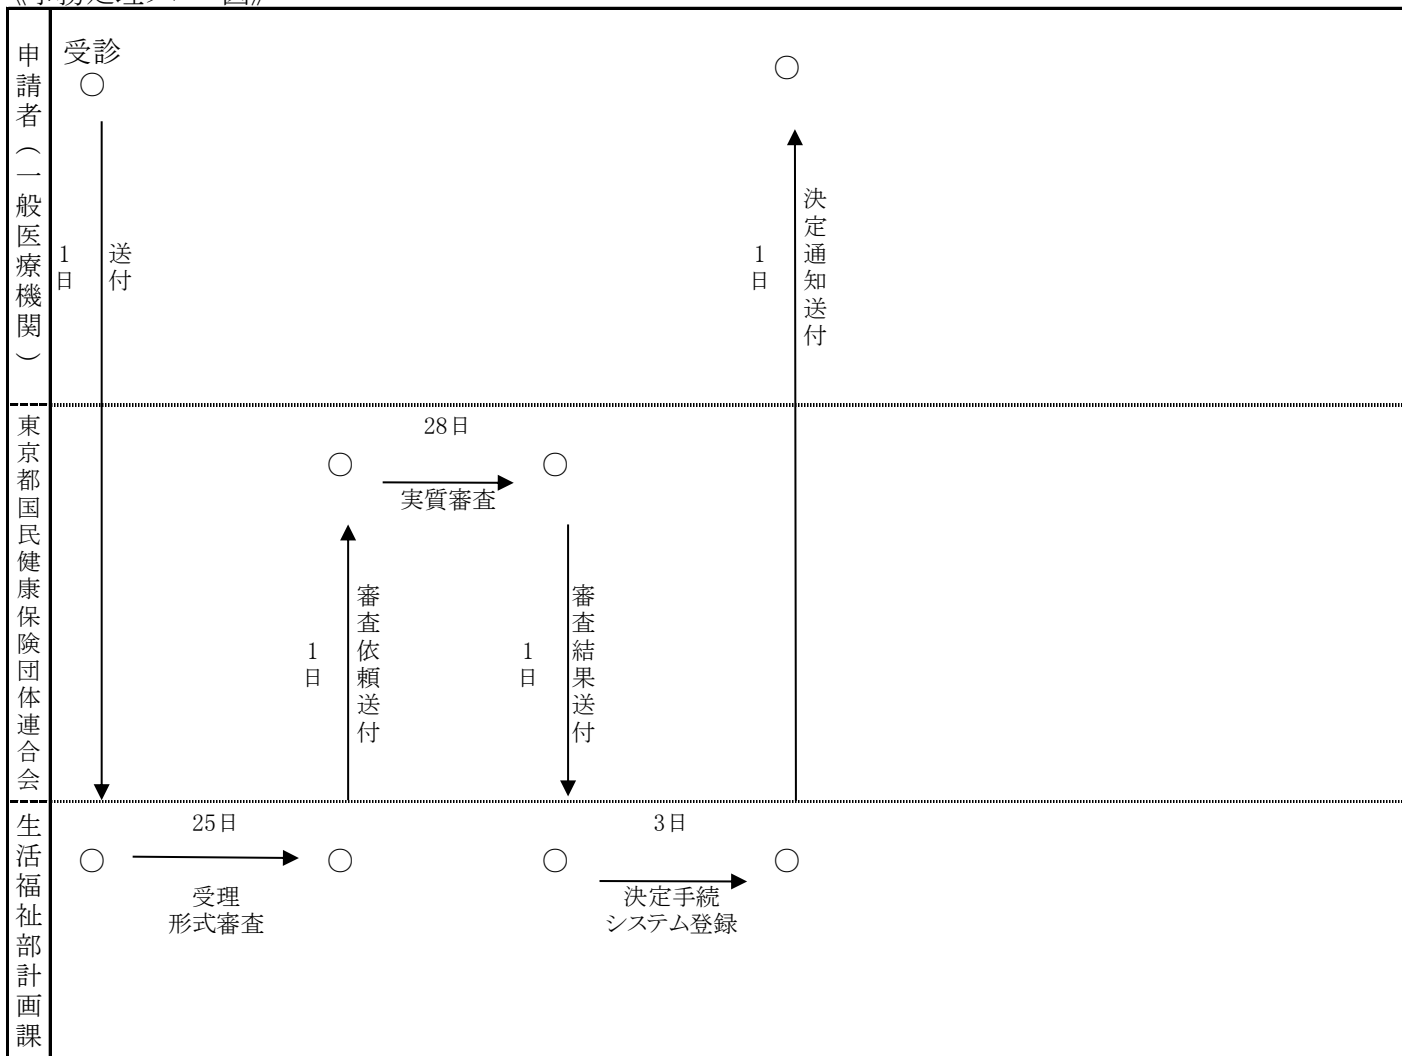 申請者（一般医療機関）
受診
1日
送付
1日
決定通知送付
東京都国民健康保険団体連合会
28日
実質審査
1日
審査依頼送付
1日
審査結果送付
生活福祉部計画課
25日
受理
形式審査
3日
決定手続
システム登録